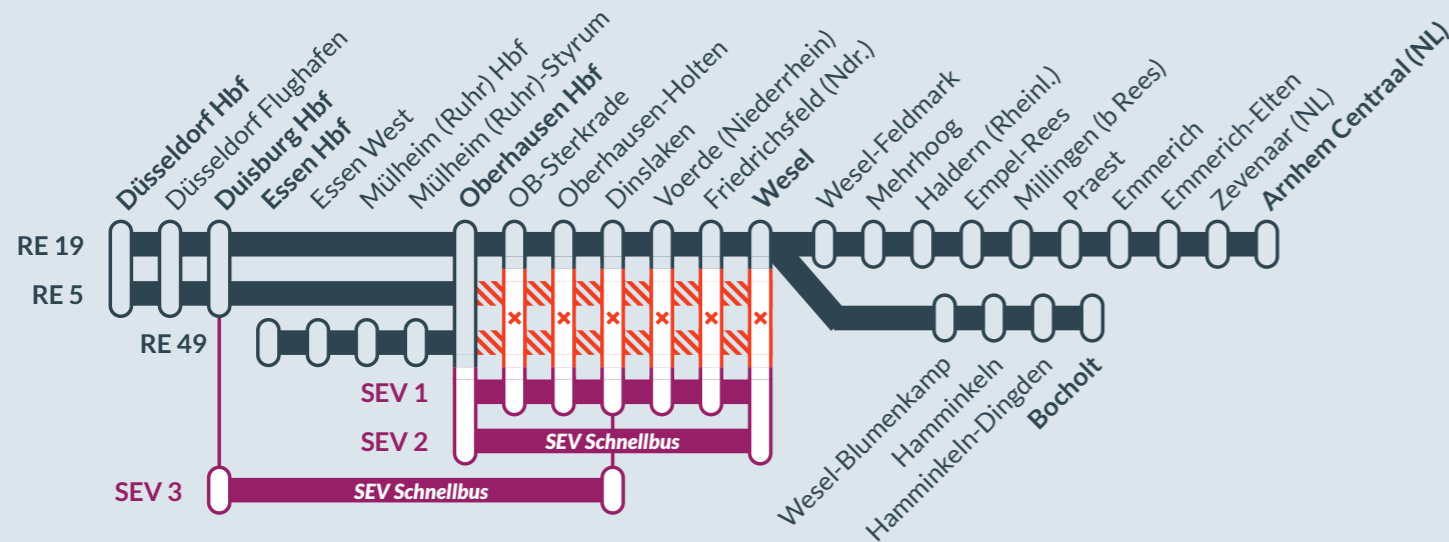 Düsseldorf Hbf
Düsseldorf Flughafen
Duisburg Hbf
Essen Hbf
Essen West
Mülheim (Ruhr) Hbf
Mülheim (Ruhr)-Styrum
Oberhausen Hbf
OB-Sterkrade
Oberhausen-Holten
Dinslaken
Voerde (Niederrhein)
Friedrichsfeld (Ndr.)
Wesel
Wesel-Feldmark
Mehrhoog
Haldern (Rheinl.)
Empel-Rees
Millingen (b Rees)
Praest
Emmerich
Emmerich-Elten
Zevenaar (NL)
Arnhem Centraal (NL)
RE 19
RE 5
RE 49
SEV 1
SEV 2
SEV Schnellbus
SEV 3
SEV Schnellbus
Wesel-Blumenkamp
Hamminkeln
Hamminkeln-Dingden
Bocholt